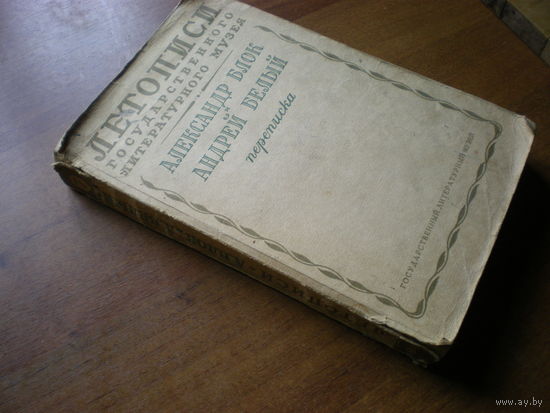 ЛЕТОПИСИ
ГОСУДАРСТВЕННОГО
ЛИТЕРАТУРНОГО МУЗЕЯ
АЛЕКСАНДР БЛОК
И
АНДРЕЙ БЕЛЫЙ
переписка
ГОСУДАРСТВЕННЫЙ ЛИТЕРАТУРНЫЙ МУЗЕЙ
www.ay.by